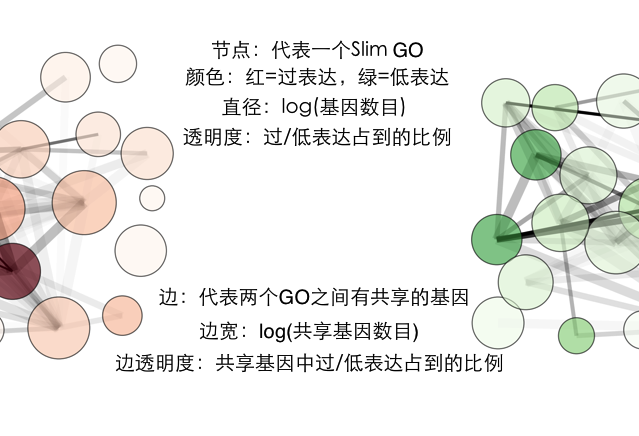 节点：代表一个Slim GO
颜色：红=过表达，绿=低表达
直径：log(基因数目)
透明度：过/低表达占到的比例
边：代表两个GO之间有共享的基因
边宽：log(共享基因数目)
边透明度：共享基因中过/低表达占到的比例